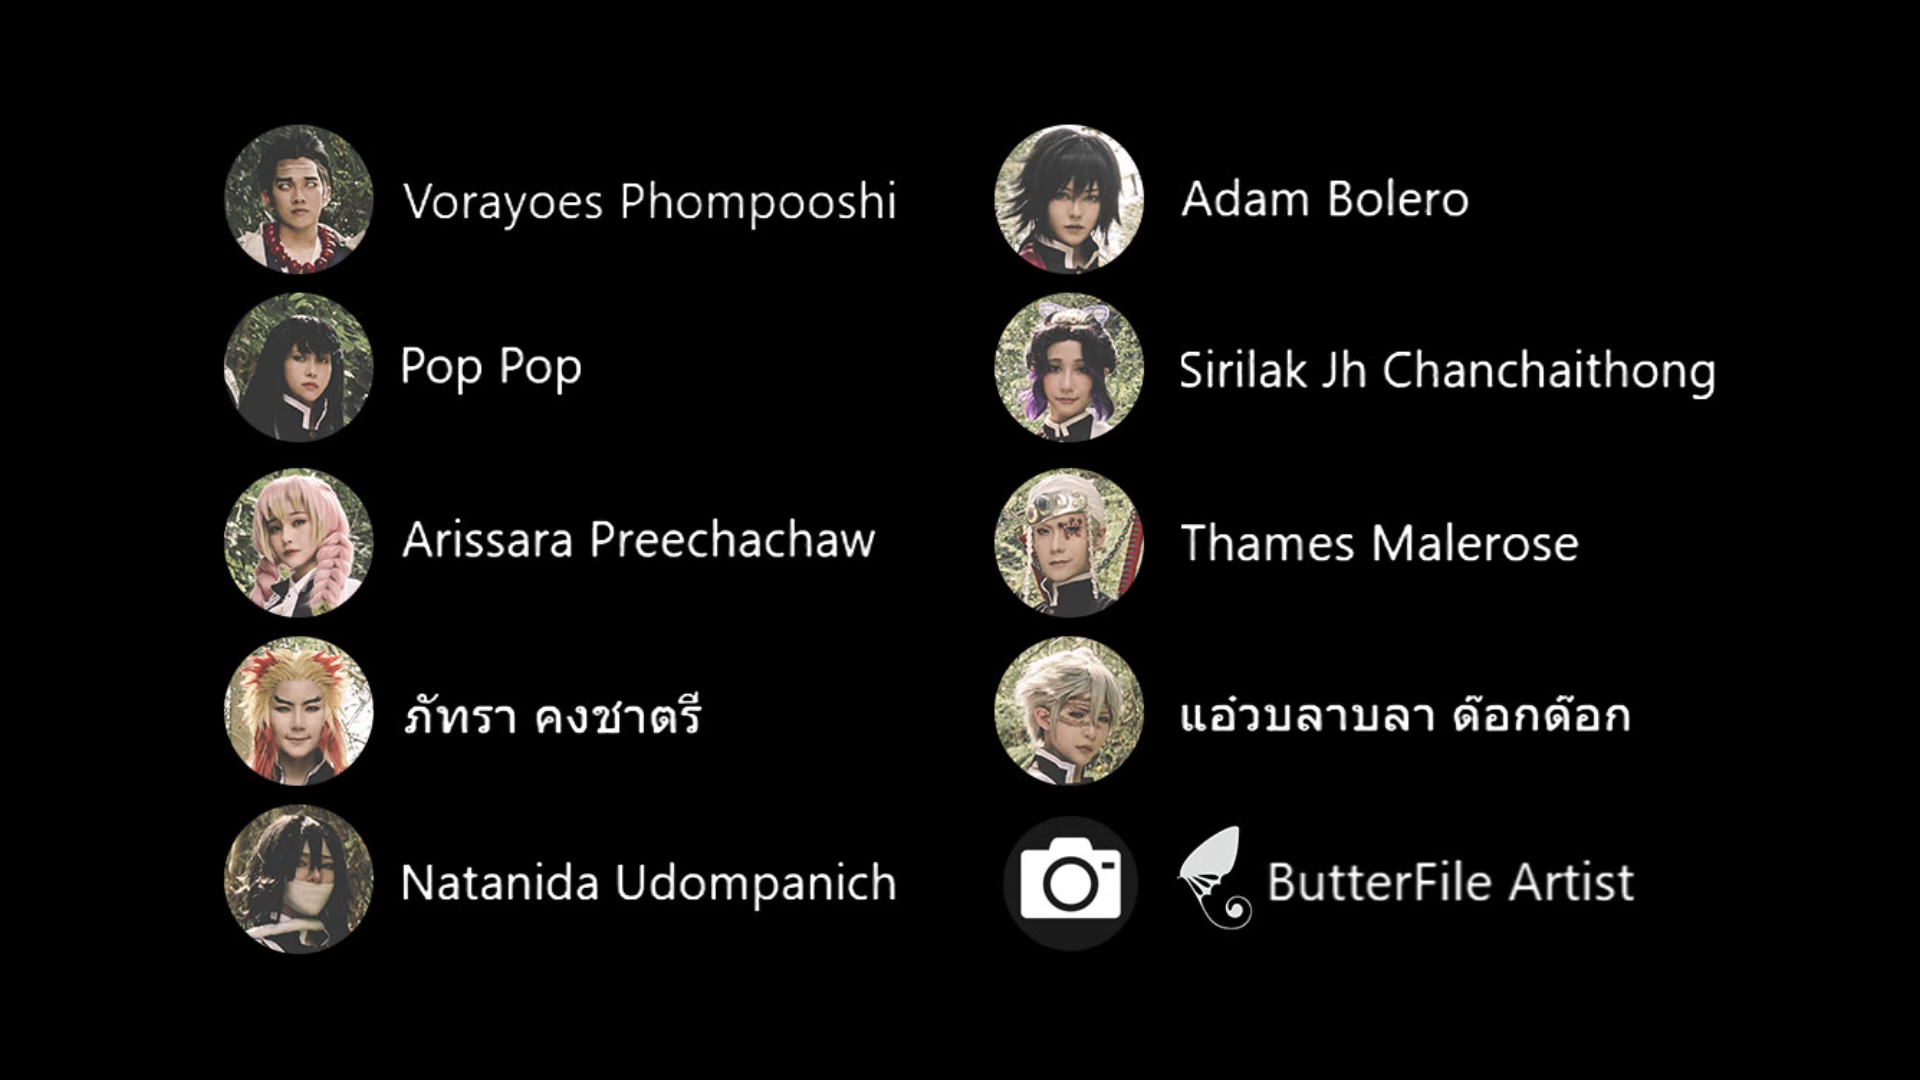 Vorayoes Phompooshi
Adam Bolero
Pop Pop
Sirilak Jh Chanchaithong
Arissara Preechachaw
Thames Malerose
ภัทรา คงชาตรี
แอ๋วบลาบลา ด๊อกด๊อก
Natanida Udompanich
ButterFile Artist